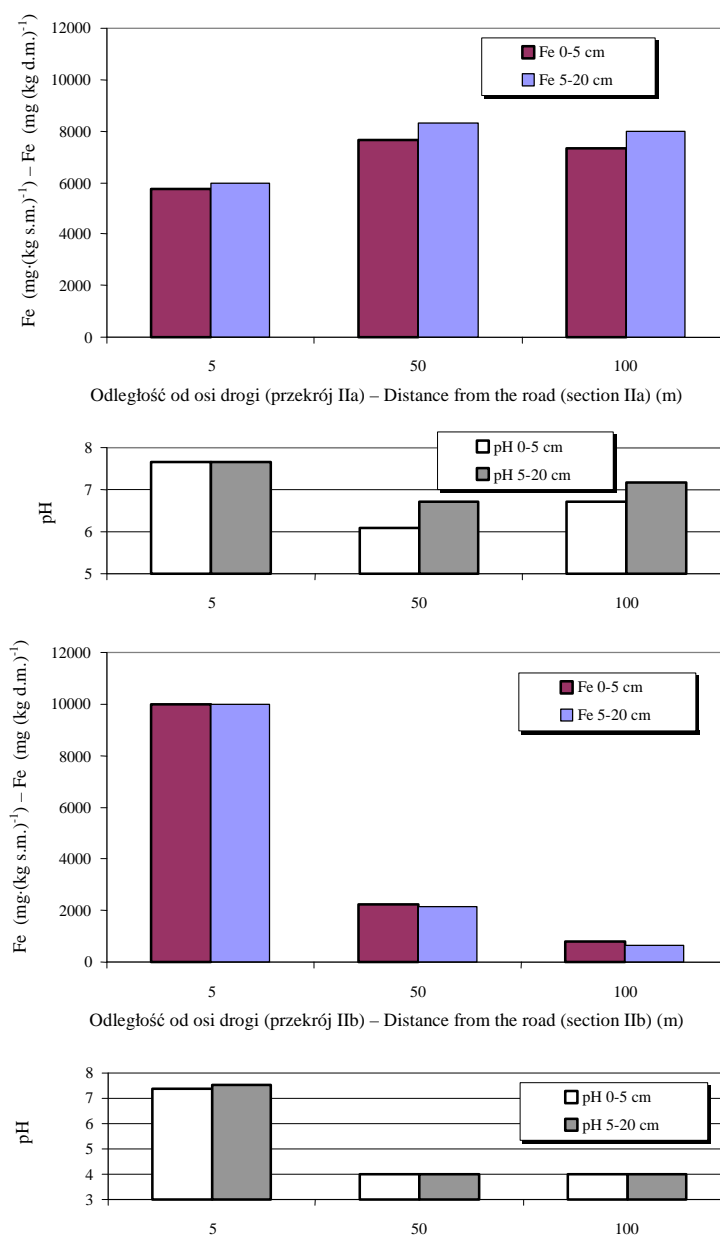 12000
10000
8000
6000
4000
2000
0
Fe (mg·(kg s.m.)-1) – Fe (mg (kg d.m.)-1)
Fe 0-5 cm
Fe 5-20 cm
5 50 100
Odległość od osi drogi (przekrój IIa) – Distance from the road (section IIa) (m)
8
7
6
5
pH
pH 0-5 cm
pH 5-20 cm
5 50 100
12000
10000
8000
6000
4000
2000
0
Fe (mg·(kg s.m.)-1) – Fe (mg (kg d.m.)-1)
Fe 0-5 cm
Fe 5-20 cm
5 50 100
Odległość od osi drogi (przekrój IIb) – Distance from the road (section IIb) (m)
8
7
6
5
4
3
pH
pH 0-5 cm
pH 5-20 cm
5 50 100